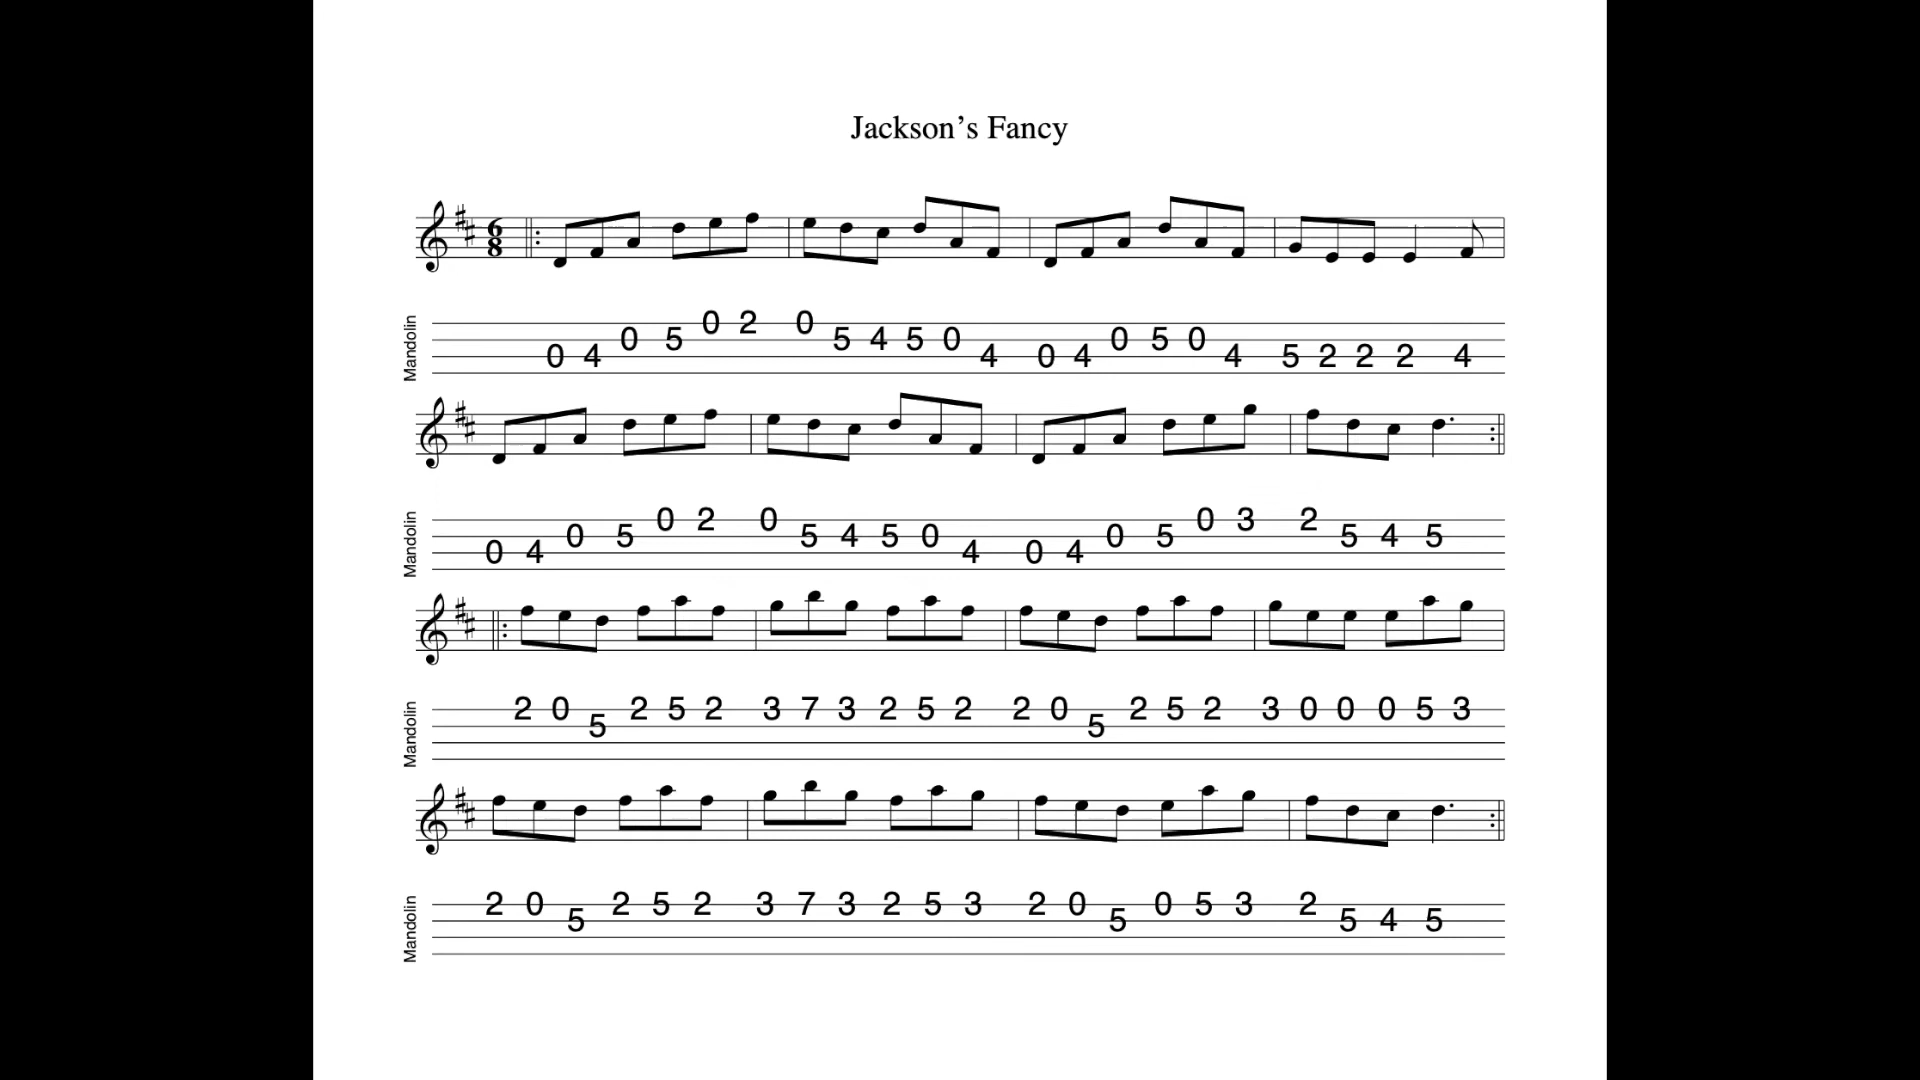 Jackson’s Fancy
6
8
Mandolin
0 4 0 5 0 2 0 5 4 5 0 4 0 4 0 5 0 4 5 2 2 2 4
Mandolin
0 4 0 5 0 2 0 5 4 5 0 4 0 4 0 5 0 3 2 5 4 5
Mandolin
2 0 5 2 5 2 3 7 3 2 5 2 2 0 5 2 5 2 3 0 0 0 5 3
Mandolin
2 0 5 2 5 2 3 7 3 2 5 3 2 0 5 0 5 3 2 5 4 5